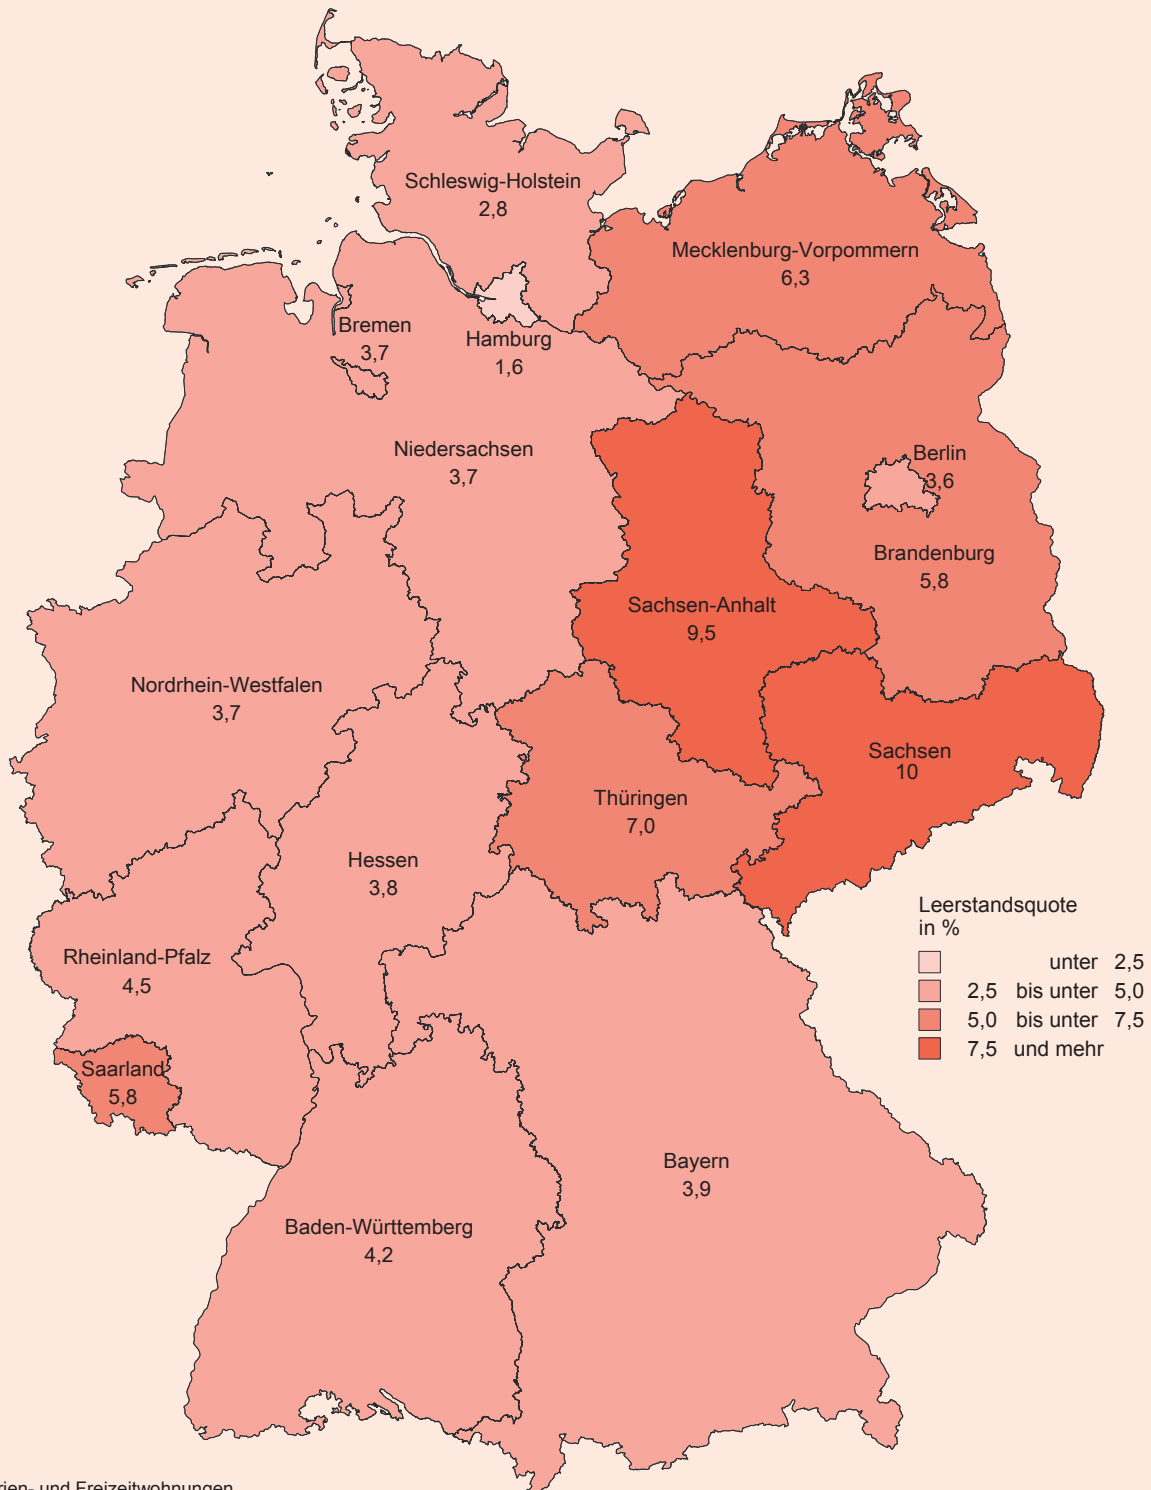 Schleswig-Holstein
2,8
Mecklenburg-Vorpommern
6,3
Bremen
3,7
Hamburg
1,6
Niedersachsen
3,7
Berlin
3,6
Brandenburg
5,8
Sachsen-Anhalt
9,5
Nordrhein-Westfalen
3,7
Sachsen
10
Thüringen
7,0
Hessen
3,8
Rheinland-Pfalz
4,5
Saarland
5,8
Bayern
3,9
Baden-Württemberg
4,2
Leerstandsquote
in %
unter 2,5
2,5 bis unter 5,0
5,0 bis unter 7,5
7,5 und mehr
und Freizeitwohnungen